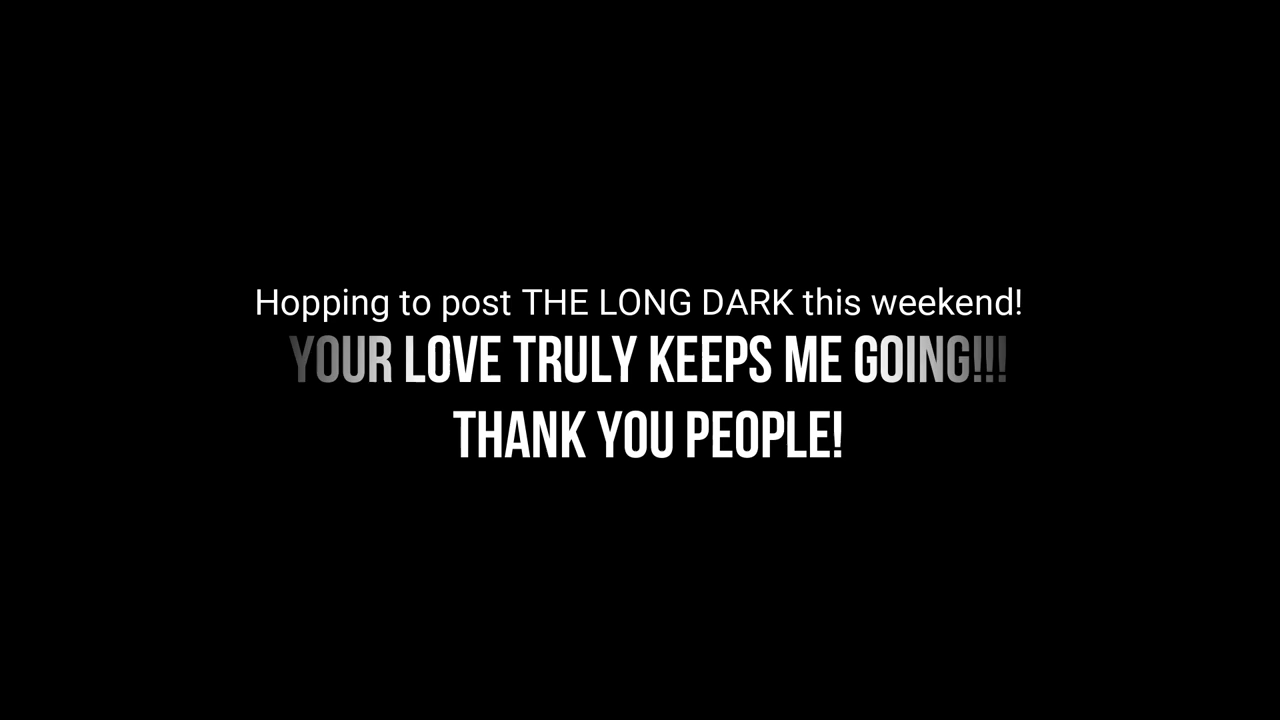 Hopping to post THE LONG DARK this weekend!
YOUR LOVE TRULY KEEPS ME GOING!!!
THANK YOU PEOPLE!